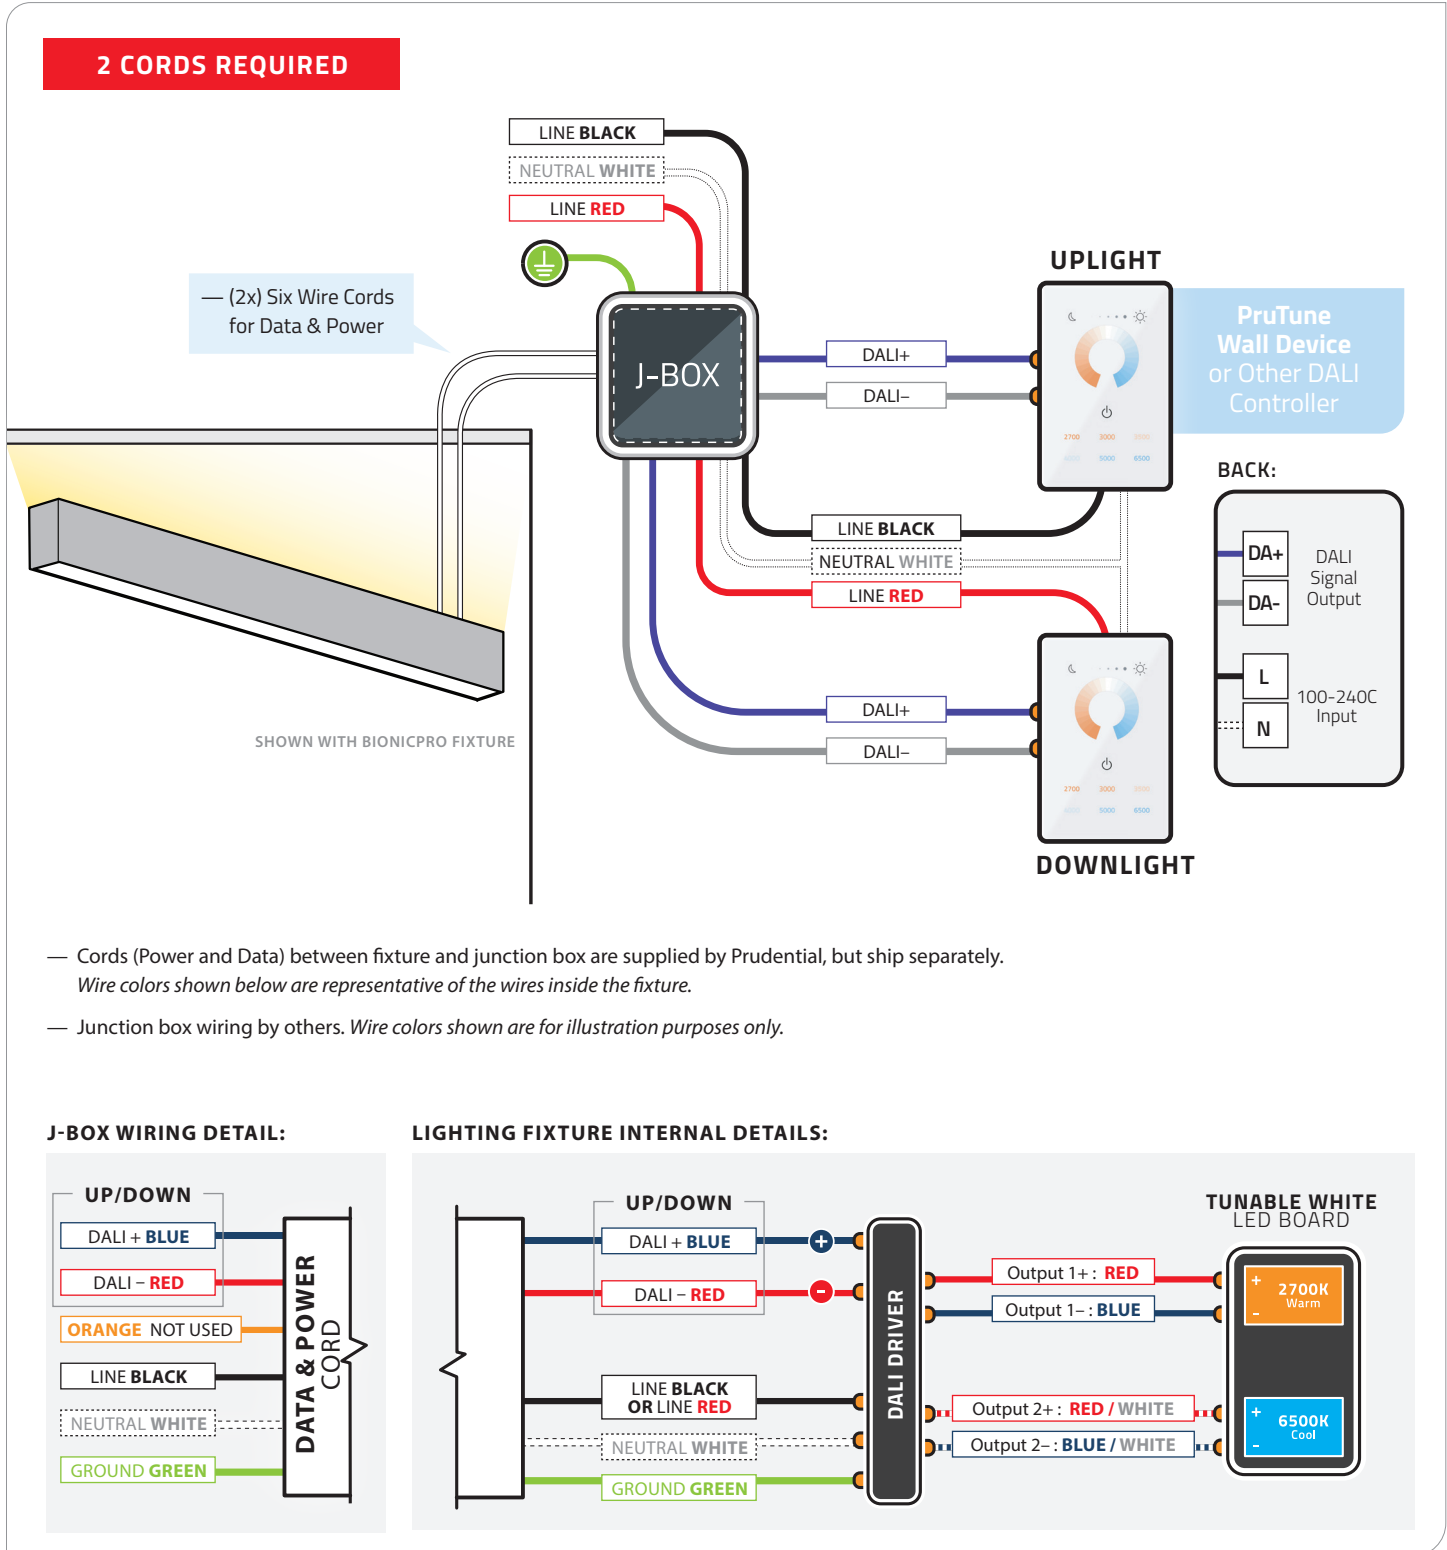 2 CORDS REQUIRED
LINE BLACK
NEUTRAL WHITE
LINE RED
— (2x) Six Wire Cords
for Data & Power
J-BOX
DALI+
DALI–
UPLIGHT
2700 3000
5000 6500
PruTune
Wall Device
or Other DALI
Controller
LINE BLACK
NEUTRAL WHITE
LINE RED
BACK:
DA+
DA-
DALI
Signal
Output
L
N
100-240C
Input
DALI+
DALI–
2700 3000
5000 6500
DOWNLIGHT
SHOWN WITH BIONICPRO FIXTURE
— Cords (Power and Data) between fixture and junction box are supplied by Prudential, but ship separately.
Wire colors shown below are representative of the wires inside the fixture.
— Junction box wiring by others. Wire colors shown are for illustration purposes only.
J-BOX WIRING DETAIL:
UP/DOWN
DALI + BLUE
DALI – RED
ORANGE NOT USED
LINE BLACK
NEUTRAL WHITE
GROUND GREEN
DATA & POWER
CORD
LIGHTING FIXTURE INTERNAL DETAILS:
UP/DOWN
DALI + BLUE
+
DALI – RED
-
LINE BLACK
OR LINE RED
NEUTRAL WHITE
GROUND GREEN
DALI DRIVER
Output 1+ : RED
Output 1– : BLUE
Output 2+ : RED / WHITE
Output 2– : BLUE / WHITE
TUNABLE WHITE
LED BOARD
+
2700K
Warm
-
+
6500K
Cool
-